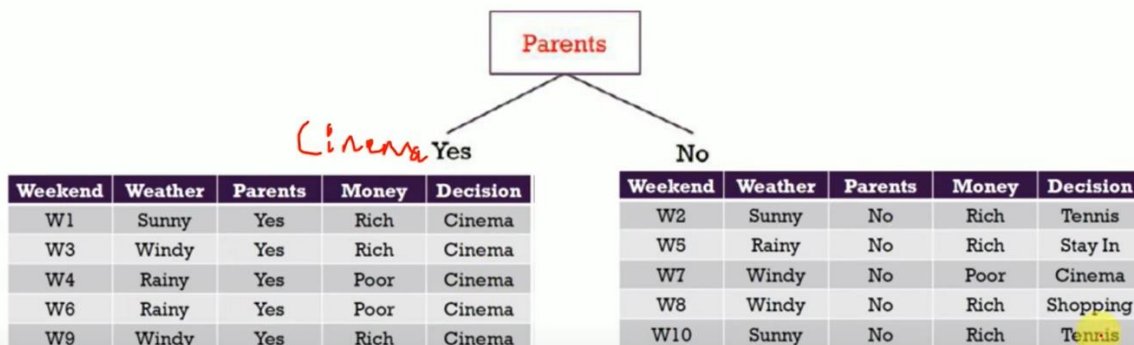 Parents
Cinema Yes
No
Weekend Weather Parents Money Decision
W1 Sunny Yes Rich Cinema
W3 Windy Yes Rich Cinema
W4 Rainy Yes Poor Cinema
W6 Rainy Yes Poor Cinema
W9 Windy Yes Rich Cinema
Weekend Weather Parents Money Decision
W2 Sunny No Rich Tennis
W5 Rainy No Rich Stay In
W7 Windy No Poor Cinema
W8 Windy No Rich Shopping
W10 Sunny No Rich Tennis